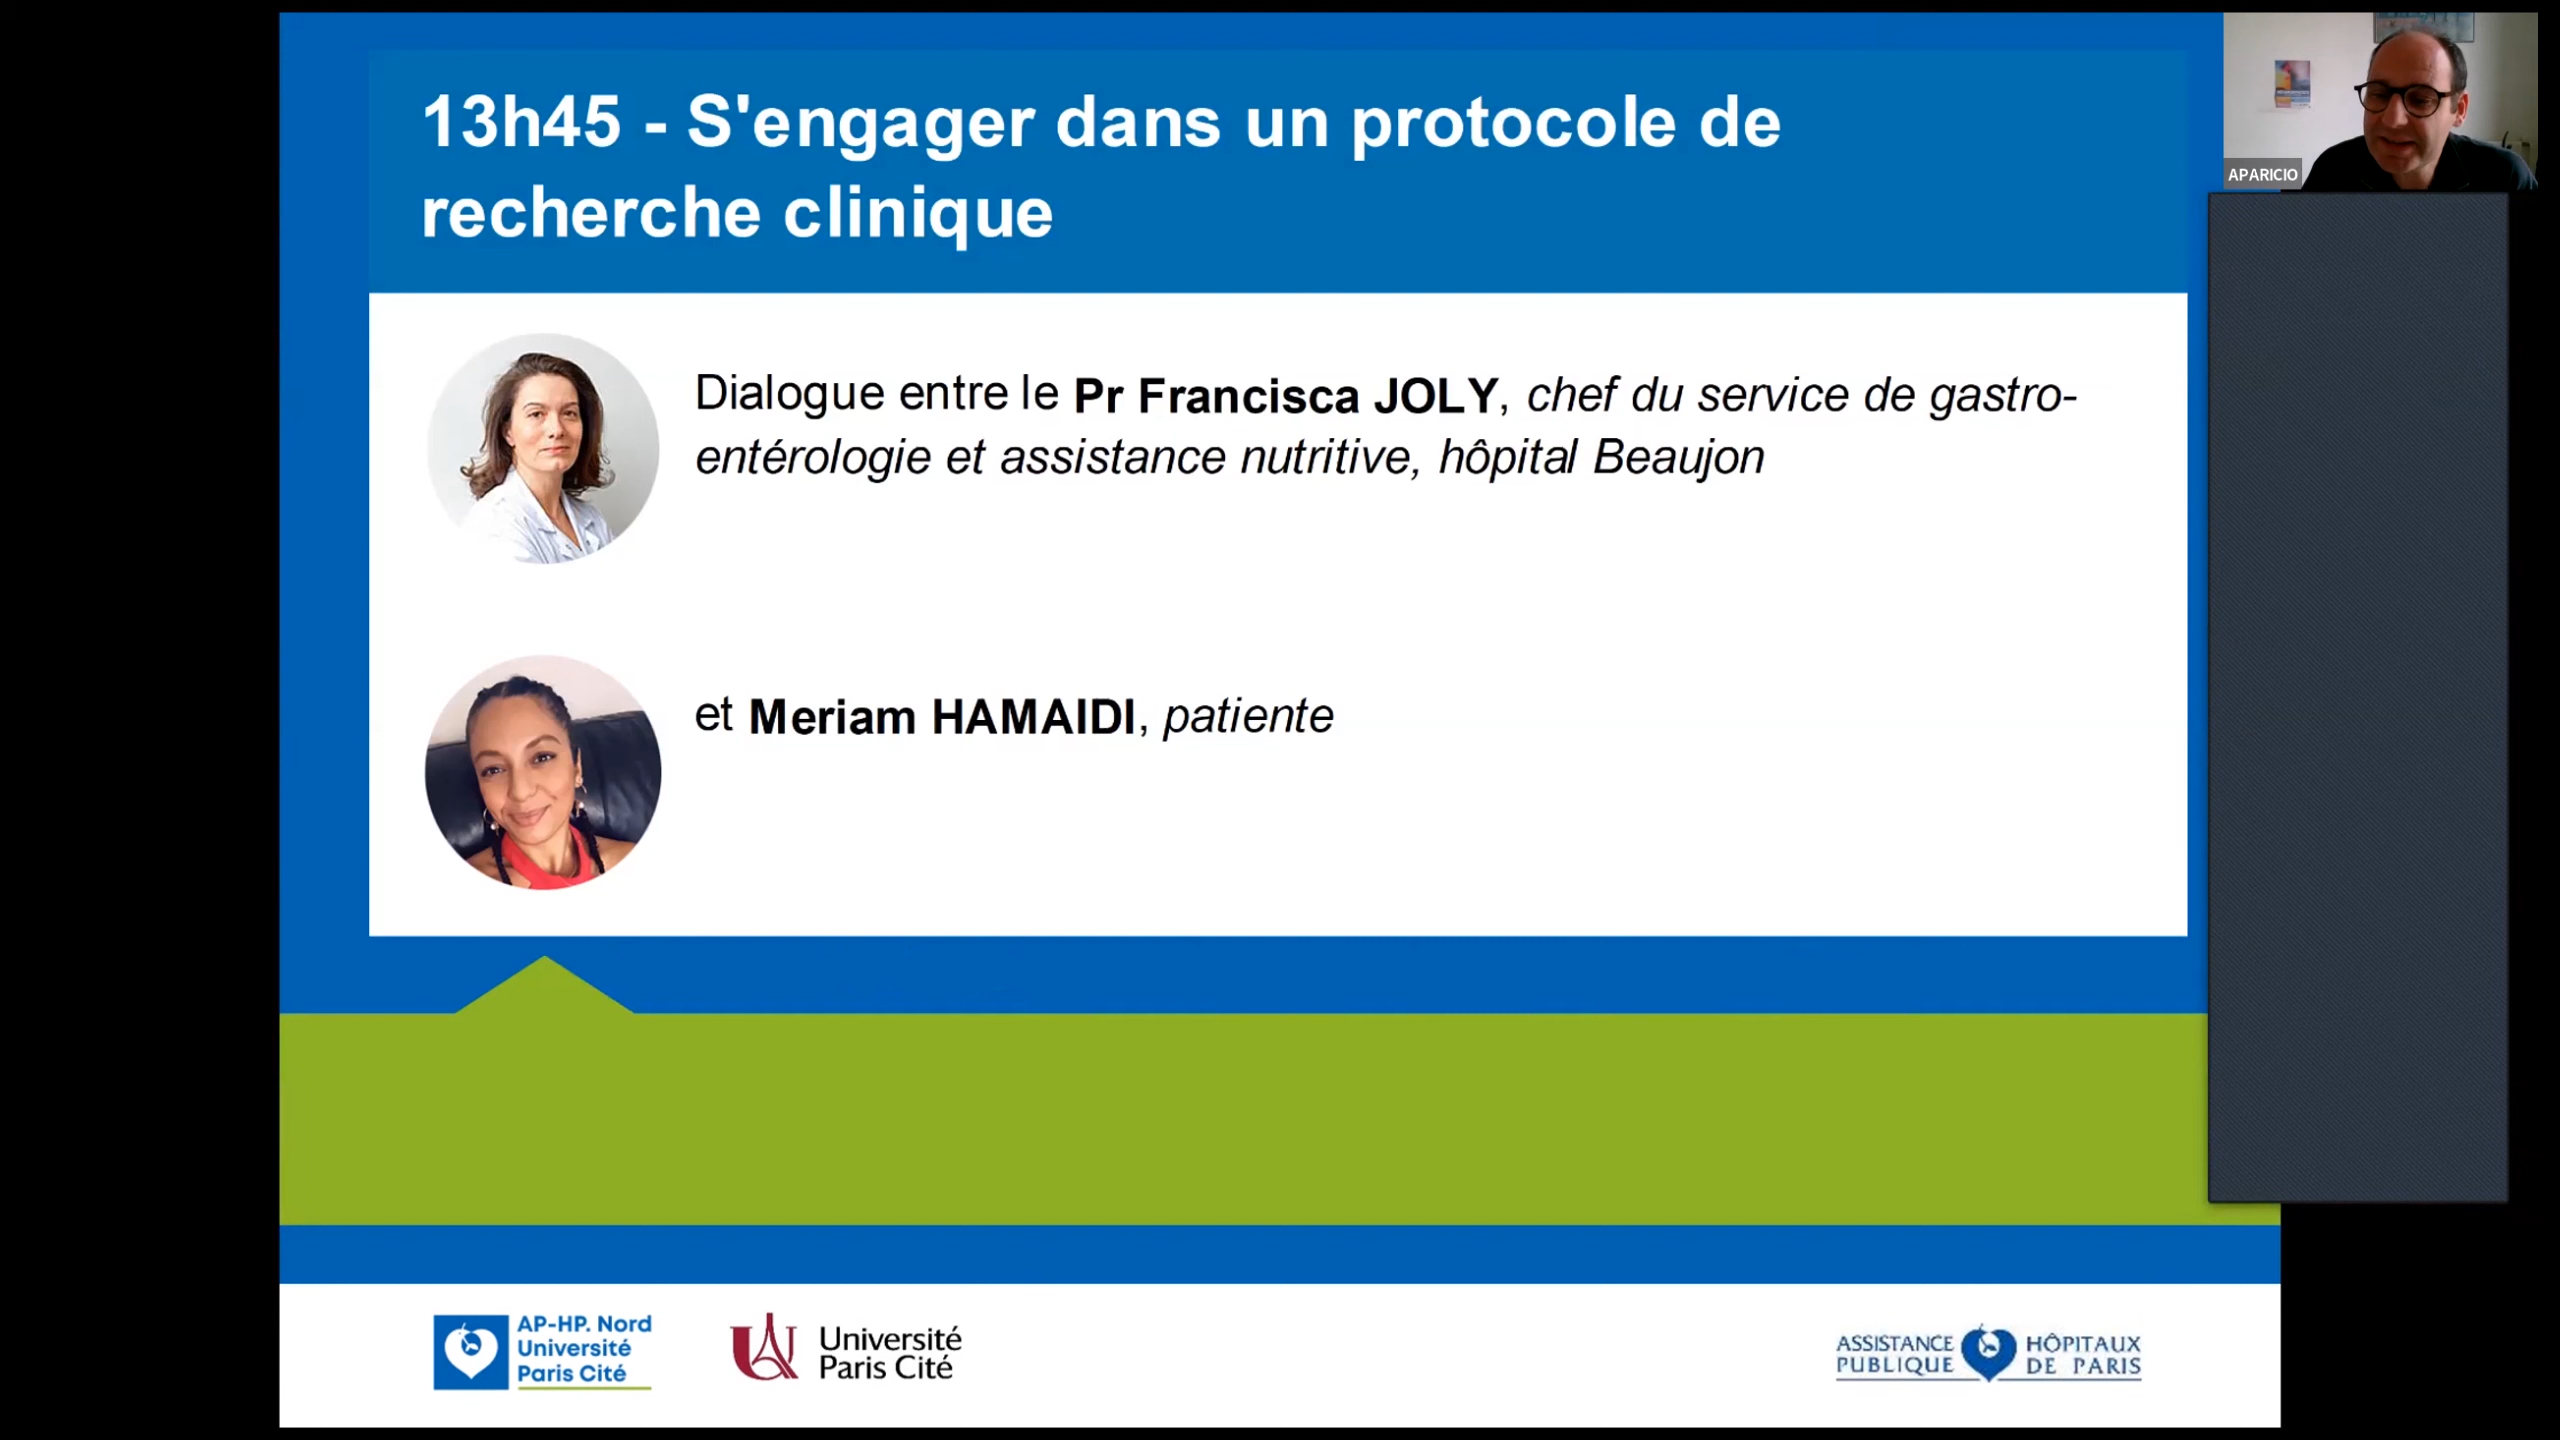 13h45 - S'engager dans un protocole de
recherche clinique
APARICIO
Dialogue entre le Pr Francisca JOLY, chef du service de gastro-
entérologie et assistance nutritive, hôpital Beaujon
et Meriam HAMAIDI, patiente
AP-HP. Nord
Université
Paris Cité
Université
Paris Cité
ASSISTANCE HÔPITAUX
PUBLIQUE DE PARIS